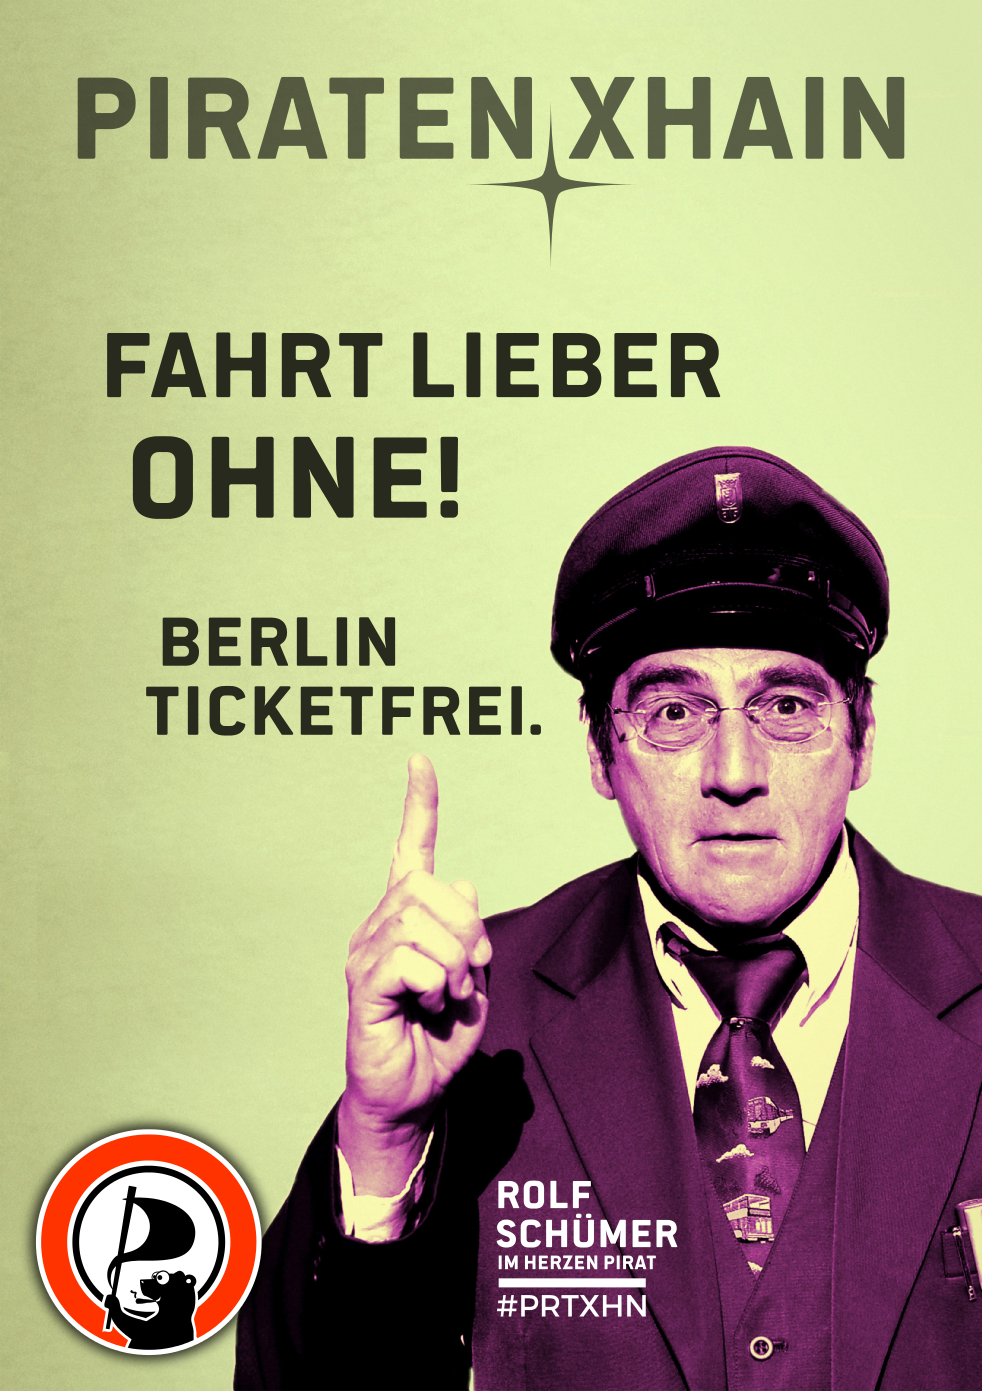 PIRATEN XHAIN
FAHRT LIEBER
OHNE!
BERLIN
TICKETFREI.
ROLF
SCHÜMER
IM HERZEN PIRAT
#PRTXHN